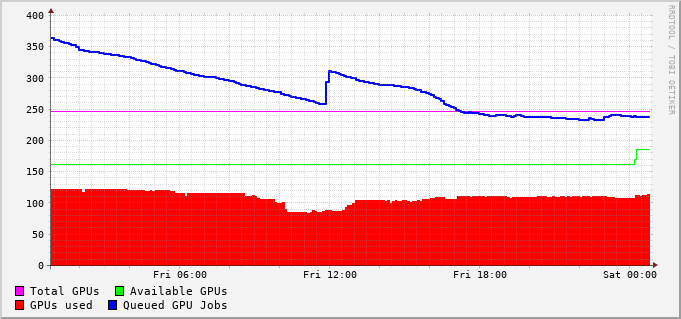 RRDTOOL / TOBI OETIKER
400
350
300
250
200
150
100
50
0
Fri 06:00 Fri 12:00 Fri 18:00 Sat 00:00
Total GPUs Available GPUs
GPUs used Queued GPU Jobs